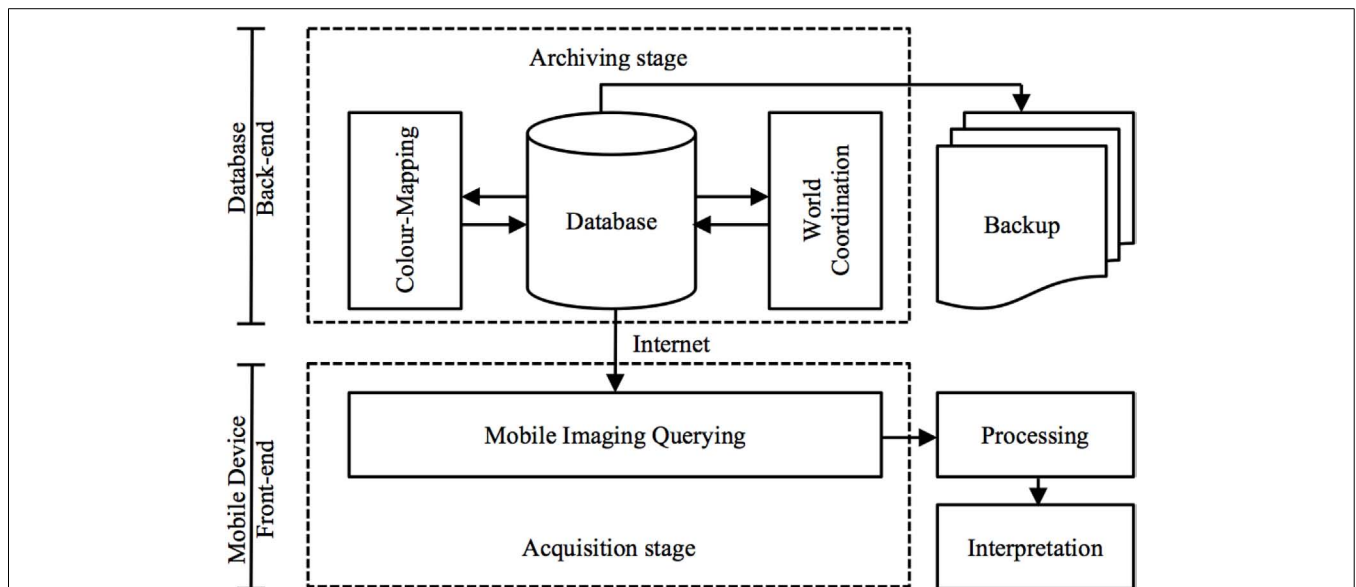 Archiving stage
Database
Back-end
Colour-Mapping
Database
World
Coordination
Backup
Internet
Mobile Device
Front-end
Mobile Imaging Querying
Processing
Acquisition stage
Interpretation